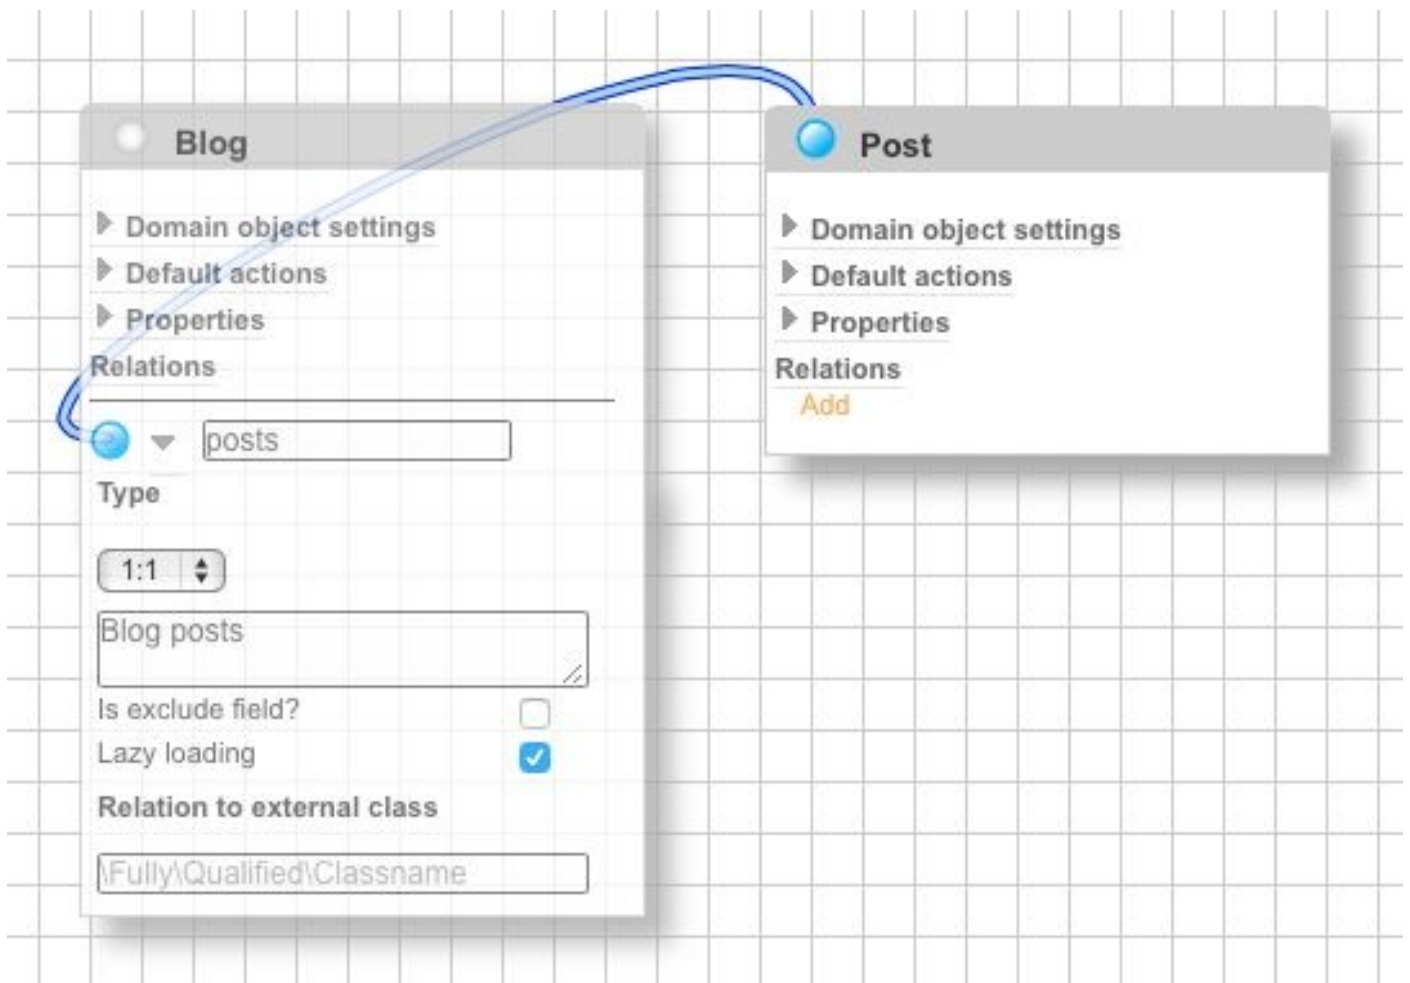 Blog
Domain object settings
Default actions
Properties
Relations
posts
Type
1:1
Blog posts
Is exclude field?
Lazy loading
Relation to external class
\Fully\Qualified\Classname
Post
Domain object settings
Default actions
Properties
Relations
Add